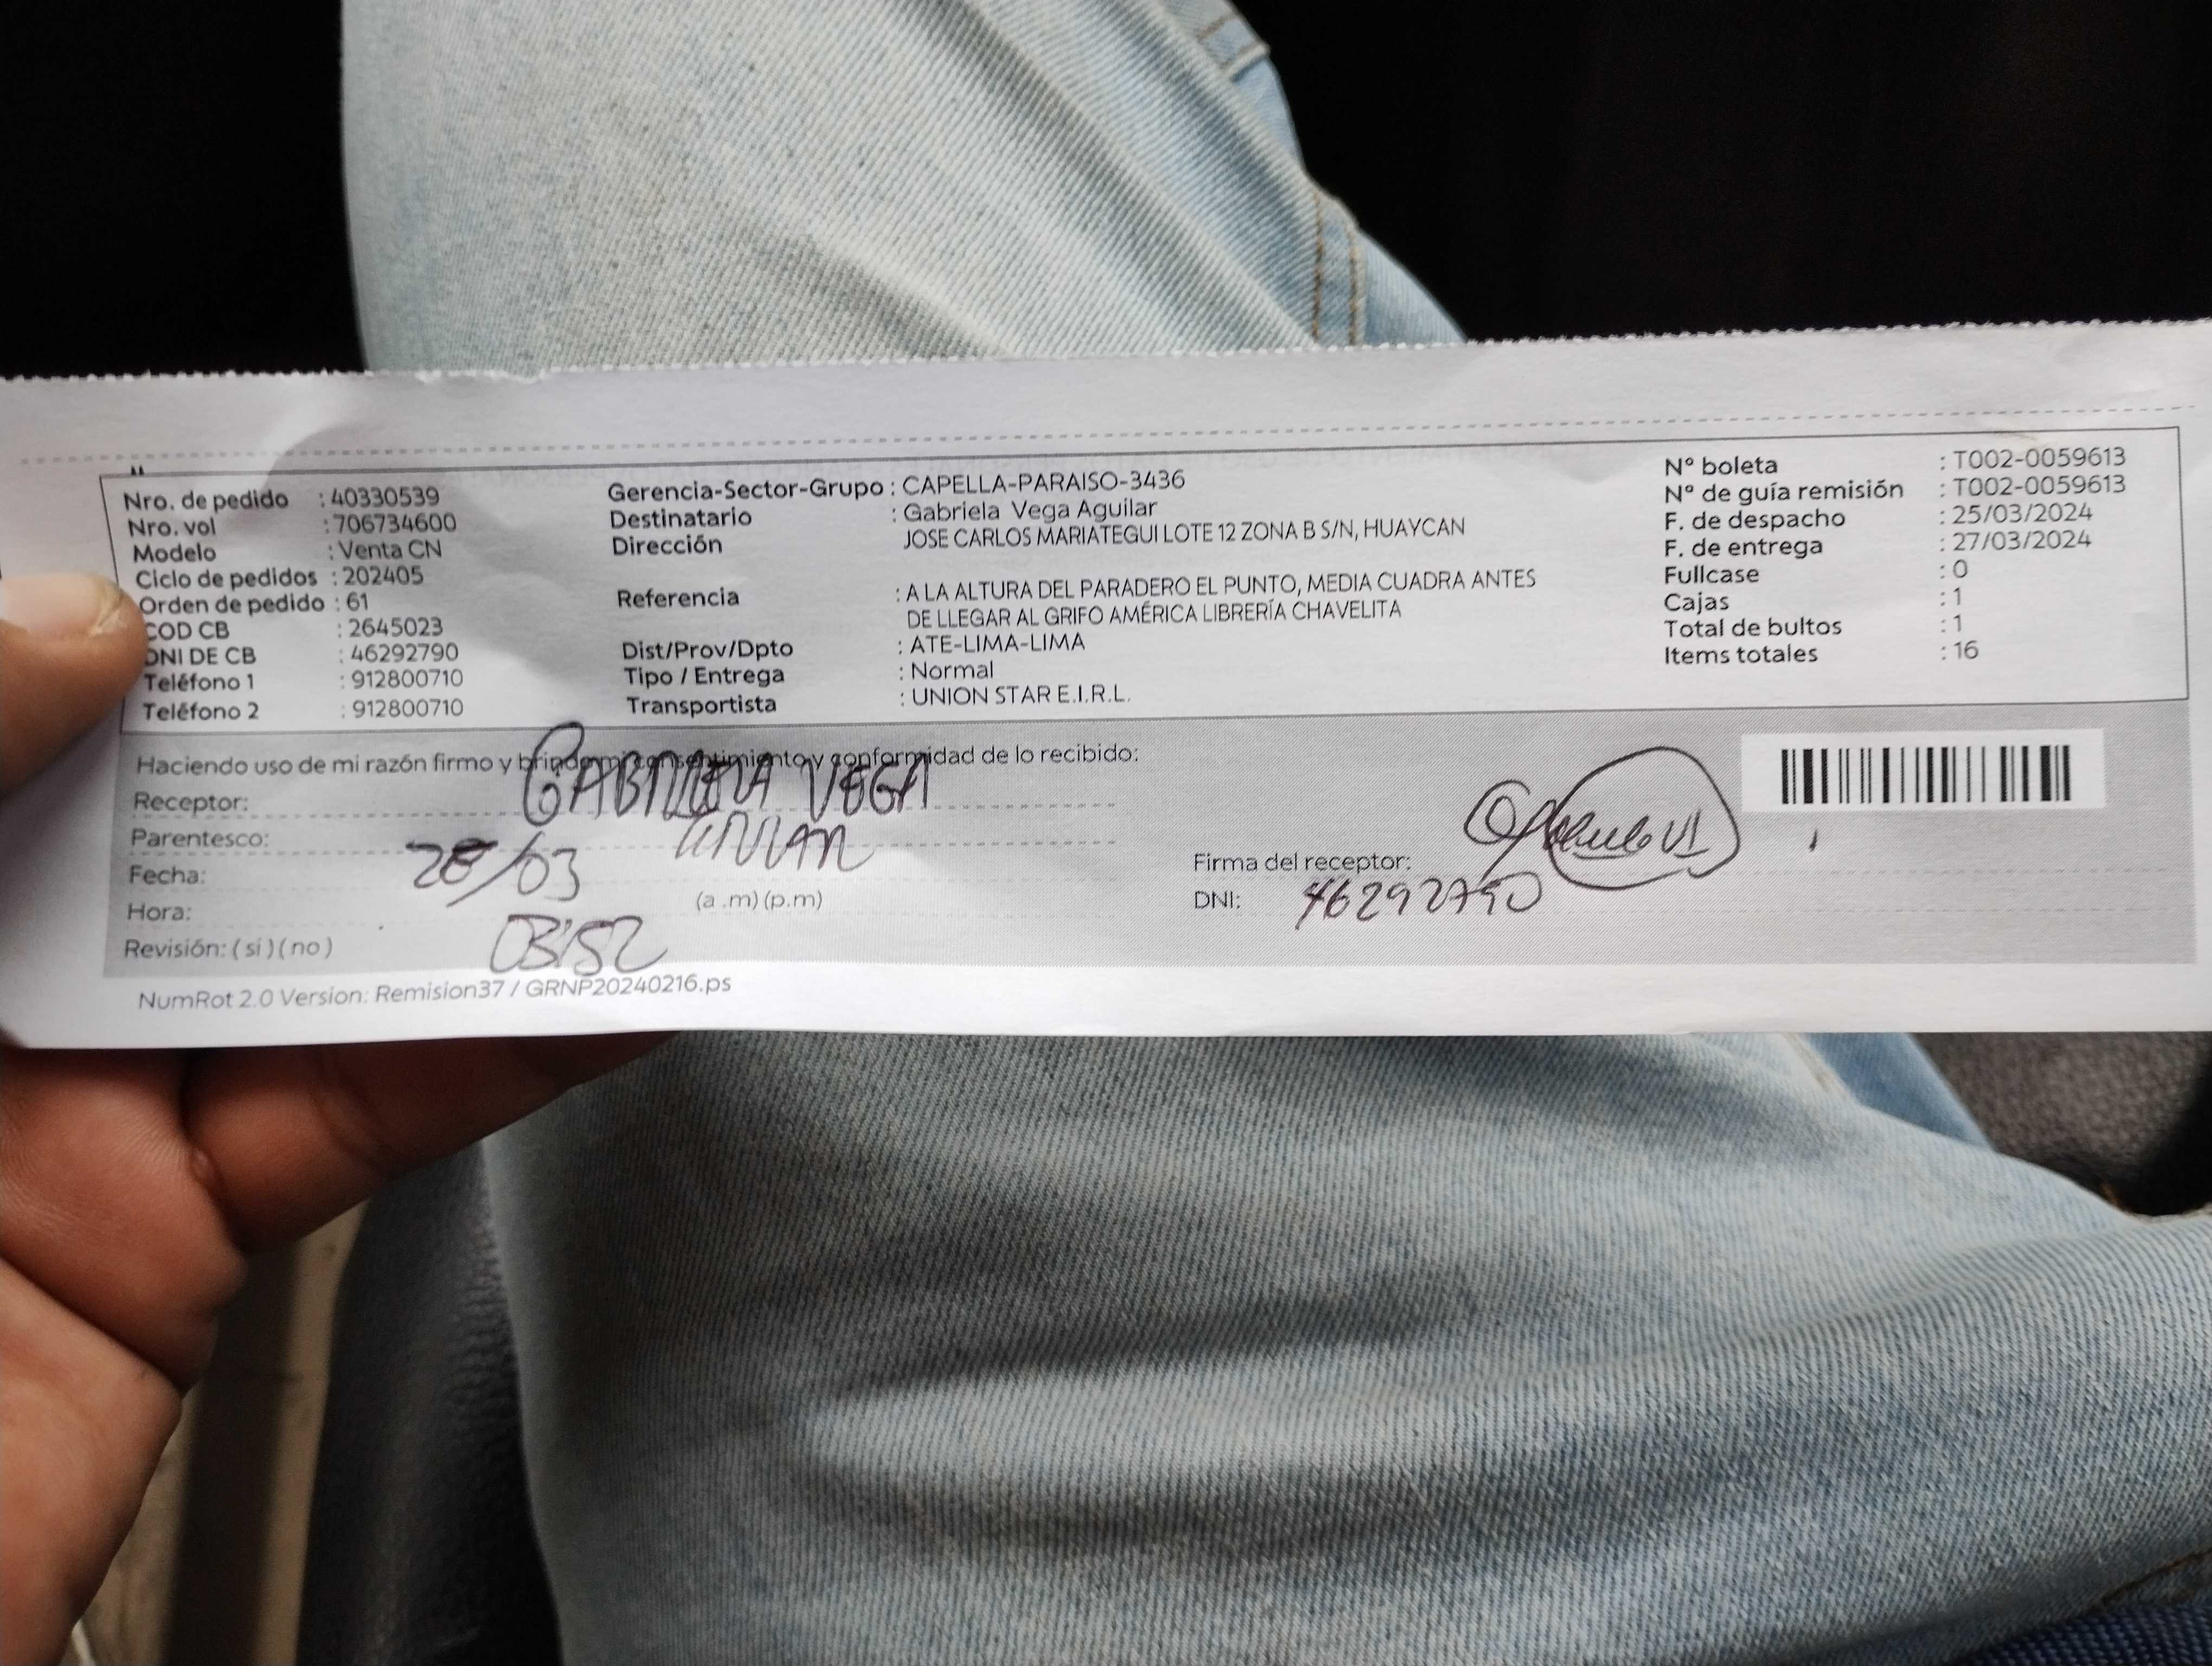 Nro. de pedido : 40330539
Nro. vol : 706734600
Modelo : Venta CN
Ciclo de pedidos : 202405
Orden de pedido : 61
COD CB : 2645023
DNI DE CB : 46292790
Teléfono 1 : 912800710
Teléfono 2 : 912800710
Gerencia-Sector-Grupo : CAPELLA-PARAISO-3436
Destinatario : Gabriela Vega Aguilar
Dirección JOSE CARLOS MARIATEGUI LOTE 12 ZONA B S/N, HUAYCAN
Referencia : A LA ALTURA DEL PARADERO EL PUNTO, MEDIA CUADRA ANTES
DE LLEGAR AL GRIFO AMÉRICA LIBRERÍA CHAVELITA
Dist/Prov/Dpto : ATE-LIMA-LIMA
Tipo / Entrega : Normal
Transportista : UNION STAR E.I.R.L.
N° boleta : T002-0059613
N° de guía remisión : T002-0059613
F. de despacho : 25/03/2024
F. de entrega : 27/03/2024
Fullcase : 0
Cajas : 1
Total de bultos : 1
Items totales : 16
Haciendo uso de mi razón firmo y brindo mi consentimiento y conformidad de lo recibido:
Receptor: GABRIELA VEGA
Parentesco:
Fecha: 28/03
Hora: (a .m) (p.m)
Revisión: ( si ) ( no )
Firma del receptor:
DNI: 46292790
NumRot 2.0 Version: Remision37 / GRNP20240216.ps